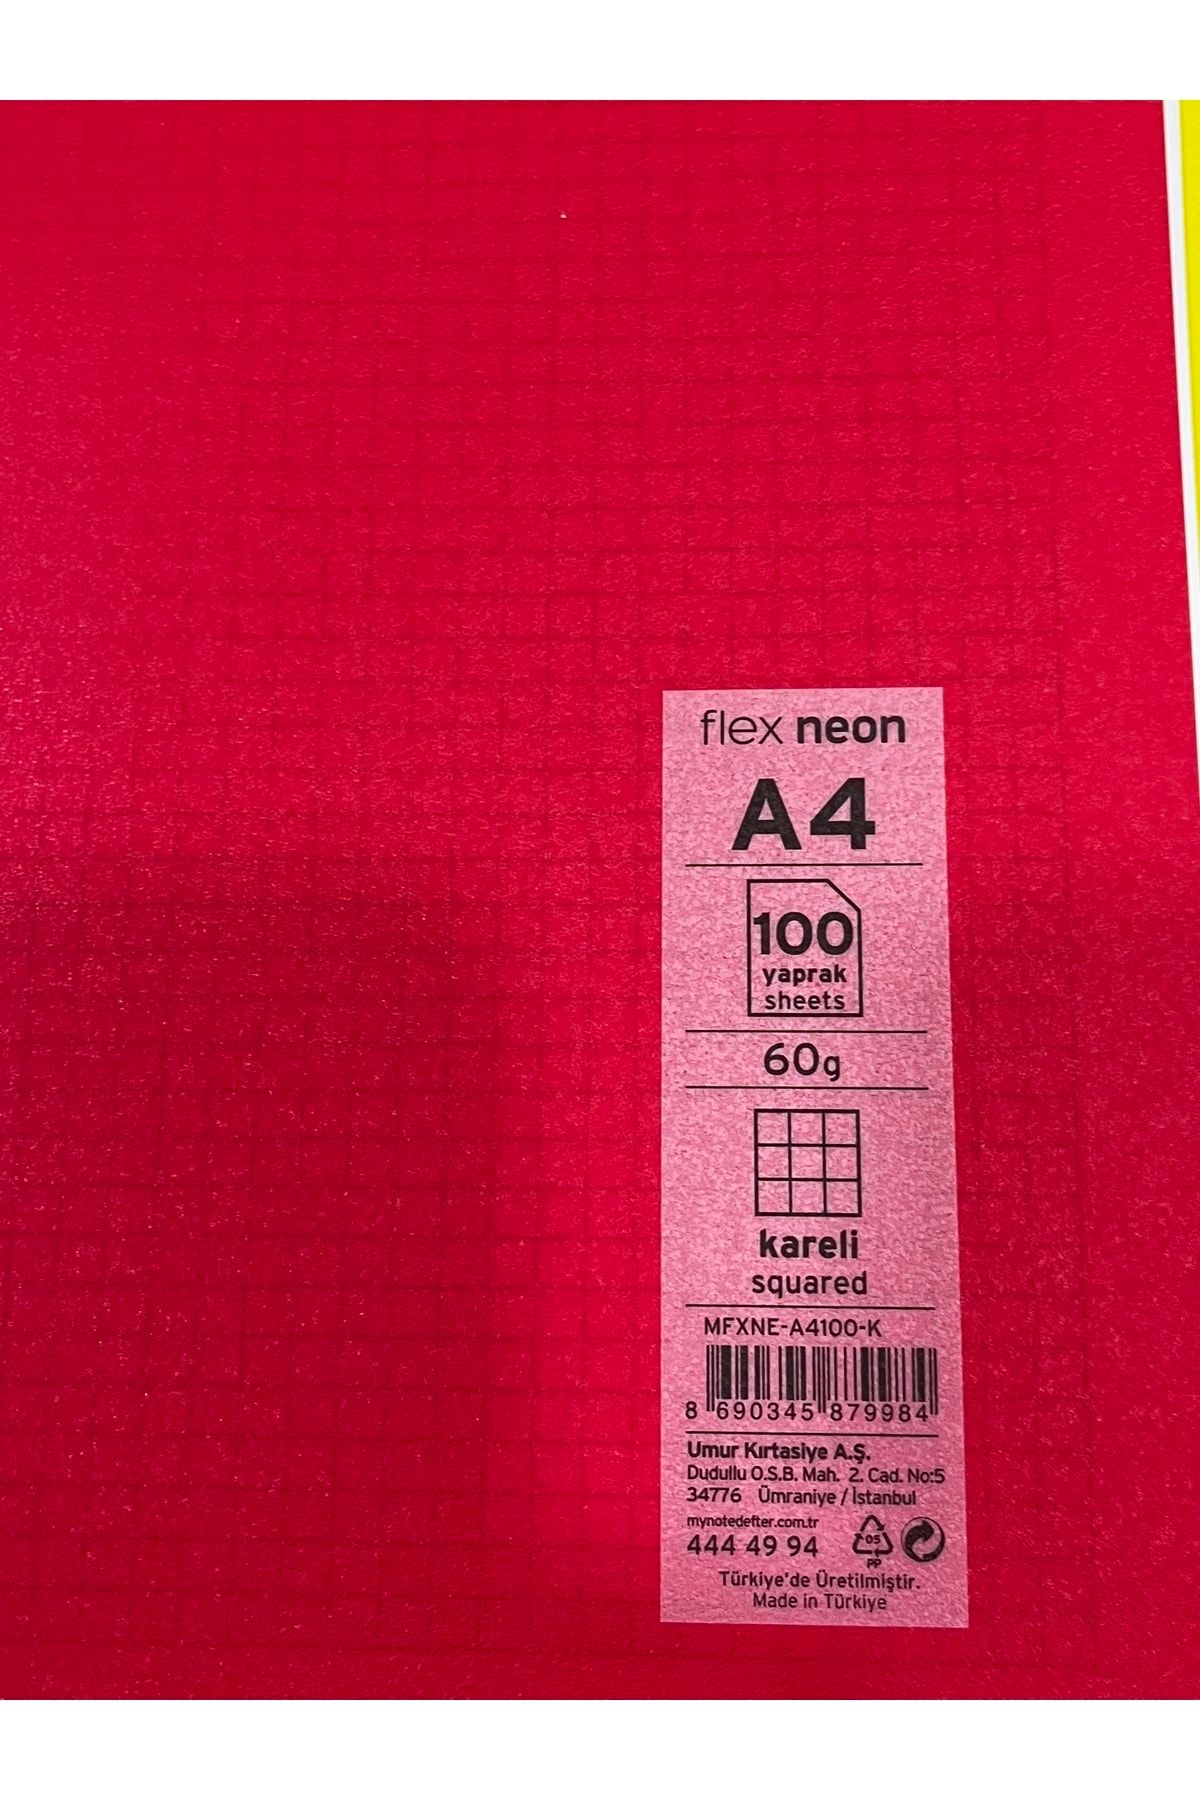 flex neon
A4
100
yaprak
sheets
60g
kareli
squared
MFXNE-A4100-K
8 690345 879984
Umur Kırtasiye A.Ş.
Dudullu O.S.B. Mah. 2. Cad. No:5
34776 Ümraniye / İstanbul
mynotedefter.com.tr
444 49 94
05
PP
Türkiye'de Üretilmiştir.
Made in Türkiye